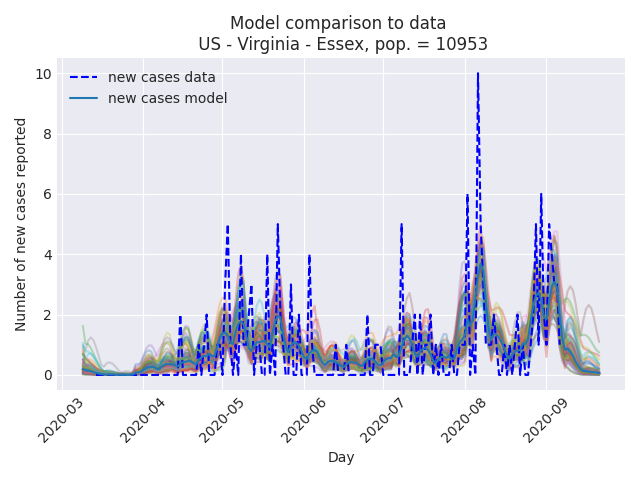 Model comparison to data
US - Virginia - Essex, pop. = 10953
new cases data
new cases model
Number of new cases reported
10
8
6
4
2
0
2020-03
2020-04
2020-05
2020-06
2020-07
2020-08
2020-09
Day